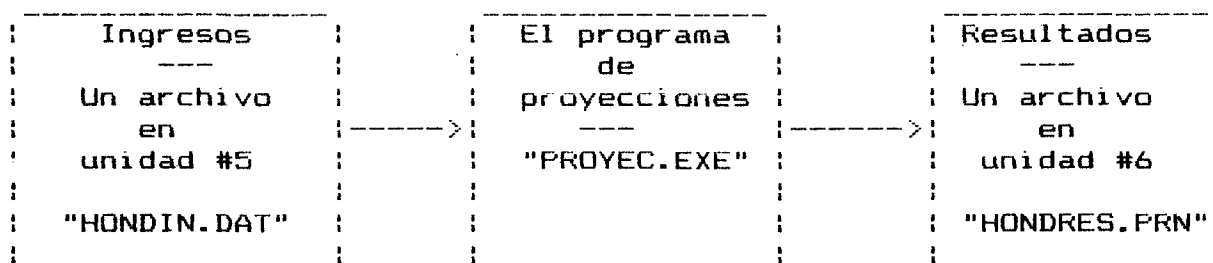 Ingresos
---
Un archivo
en
unidad #5
"HONDIN.DAT"
El programa
de
proyecciones
---
"PROYEC.EXE"
Resultados
---
Un archivo
en
unidad #6
"HONDRES.PRN"